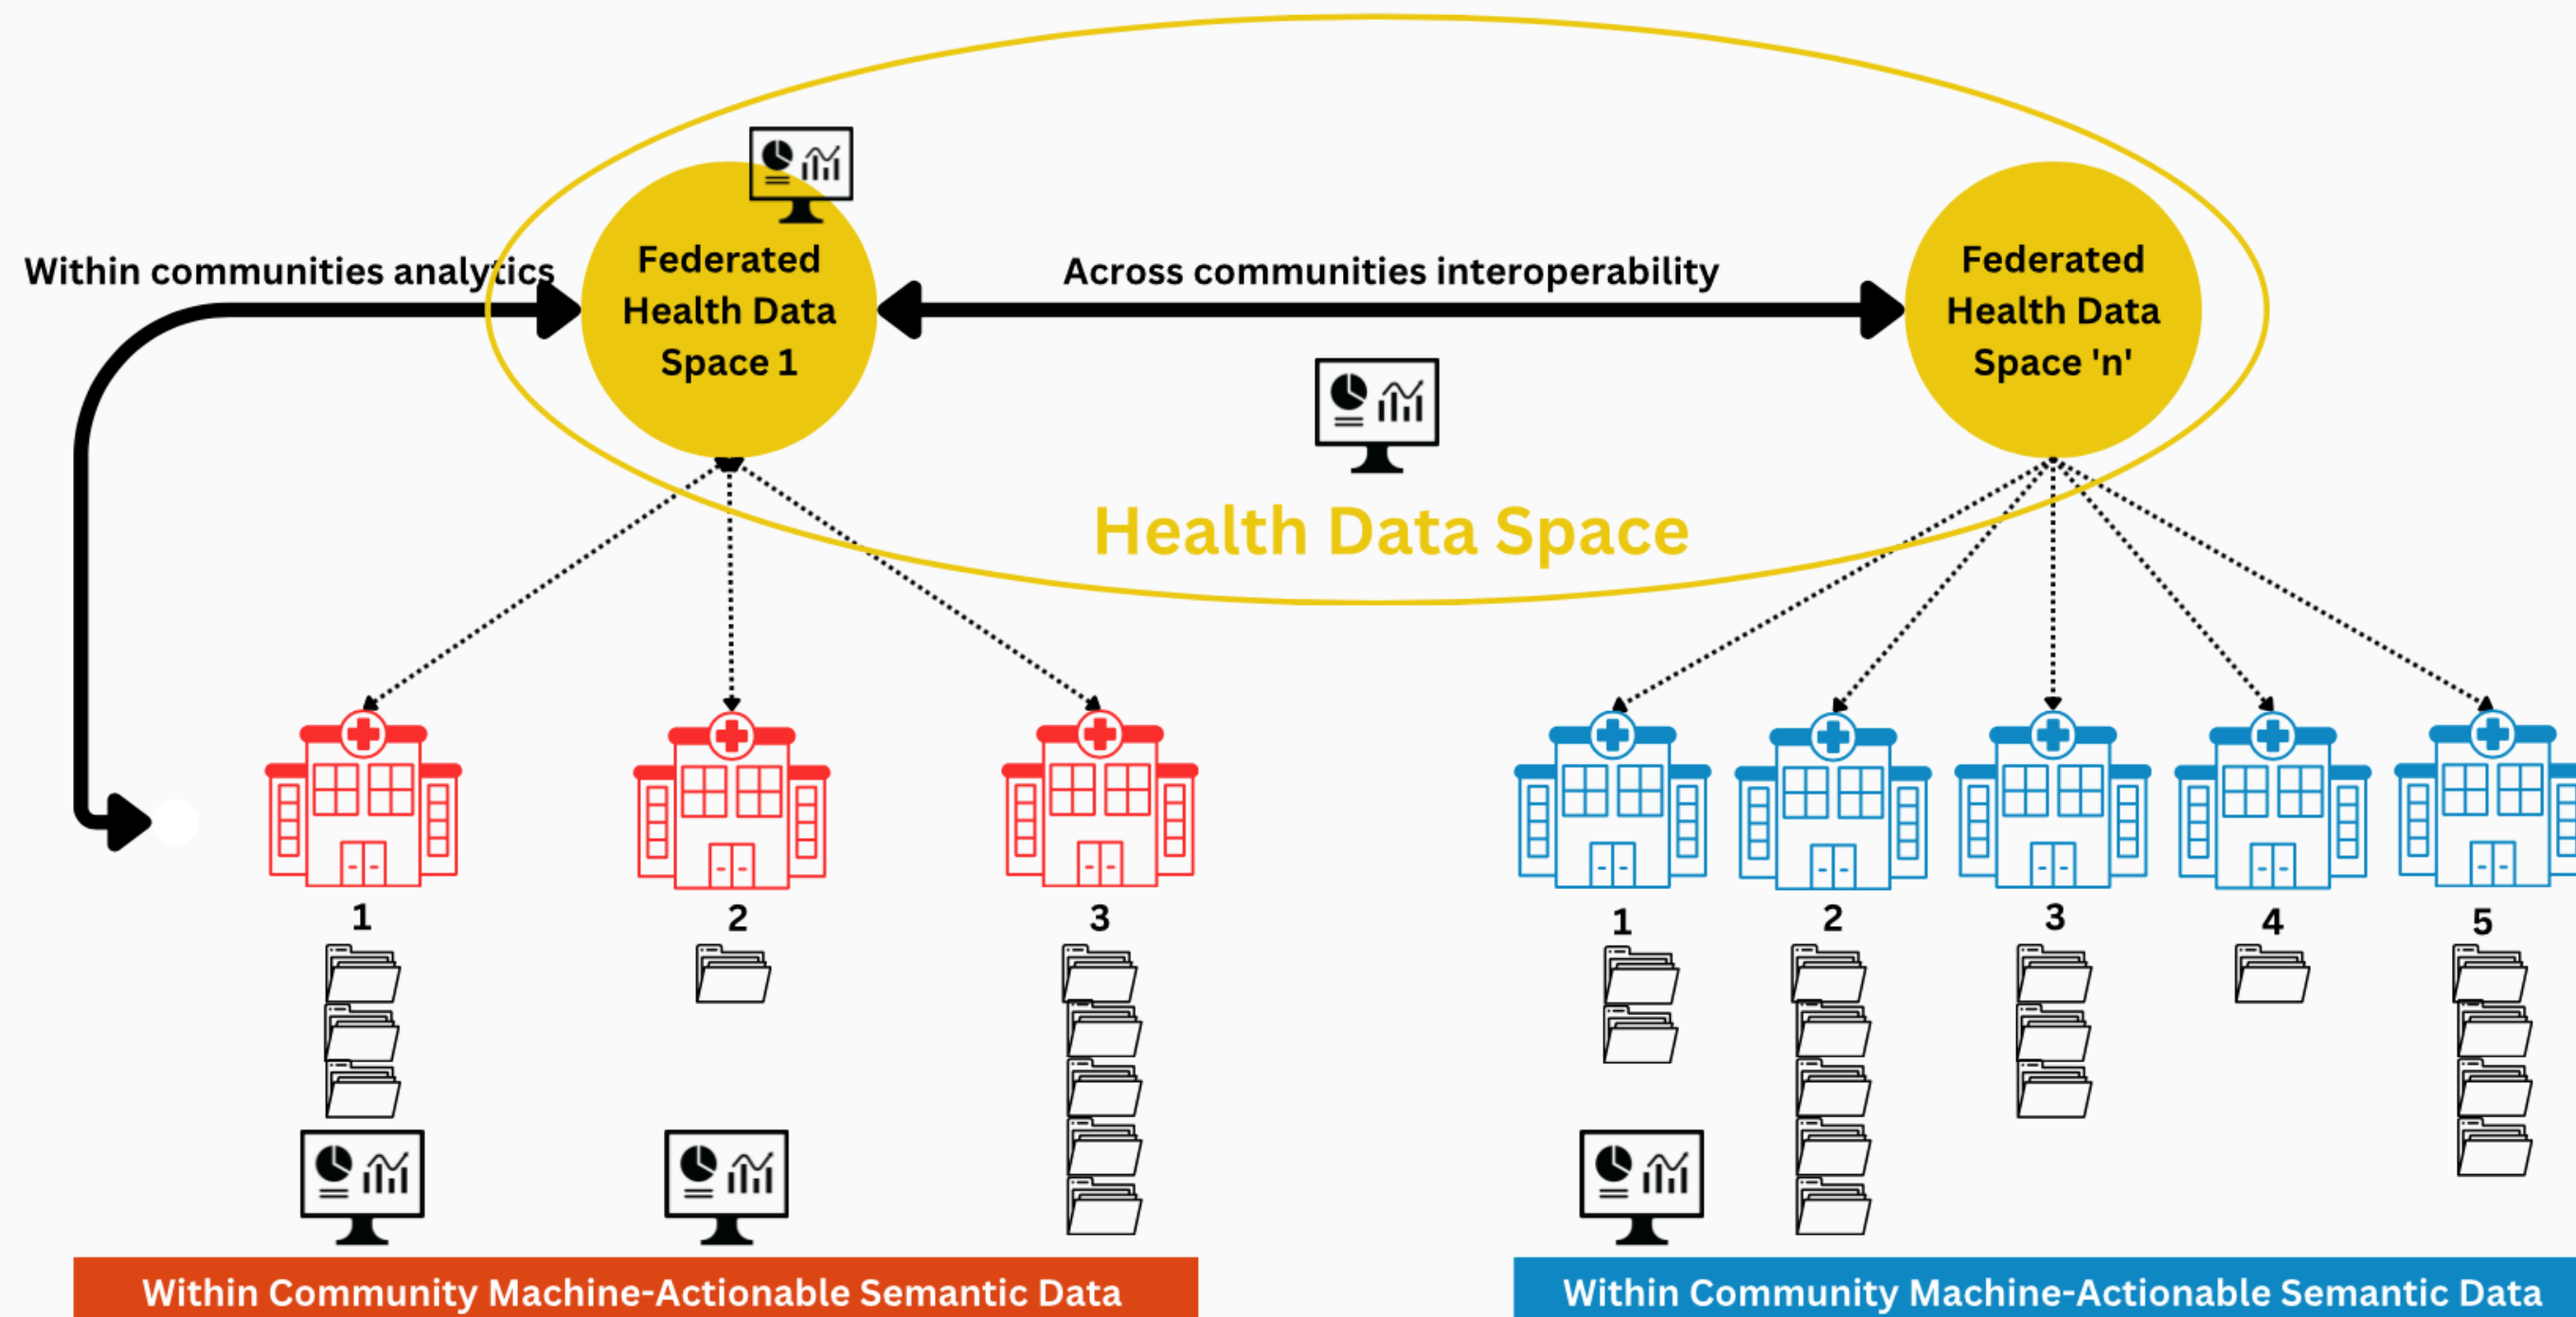 Within communities analytics
Federated
Health Data
Space 1
Across communities interoperability
Federated
Health Data
Space 'n'
Health Data Space
1
2
3
1
2
3
4
5
Within Community Machine-Actionable Semantic Data
Within Community Machine-Actionable Semantic Data